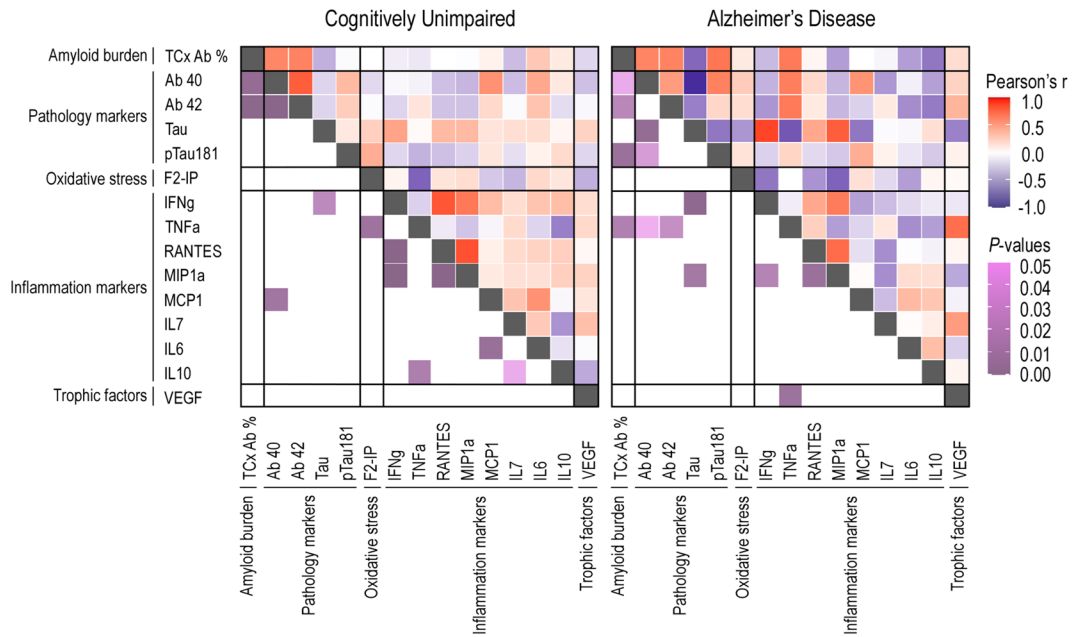 Cognitively Unimpaired
Alzheimer's Disease
Amyloid burden
TCx Ab %
Pathology markers
Ab 40
Ab 42
Tau
pTau181
Oxidative stress
F2-IP
Inflammation markers
IFNg
TNFa
RANTES
MIP1a
MCP1
IL7
IL6
IL10
Trophic factors
VEGF
Pearson's r
1.0
0.5
0.0
-0.5
-1.0
P-values
0.05
0.04
0.03
0.02
0.01
0.00
TCx Ab %
Ab 40
Ab 42
Tau
pTau181
F2-IP
IFNg
TNFa
RANTES
MIP1a
MCP1
IL7
IL6
IL10
VEGF
Amyloid burden
Pathology markers
Oxidative stress
Inflammation markers
Trophic factors
TCx Ab %
Ab 40
Ab 42
Tau
pTau181
F2-IP
IFNg
TNFa
RANTES
MIP1a
MCP1
IL7
IL6
IL10
VEGF
Amyloid burden
Pathology markers
Oxidative stress
Inflammation markers
Trophic factors